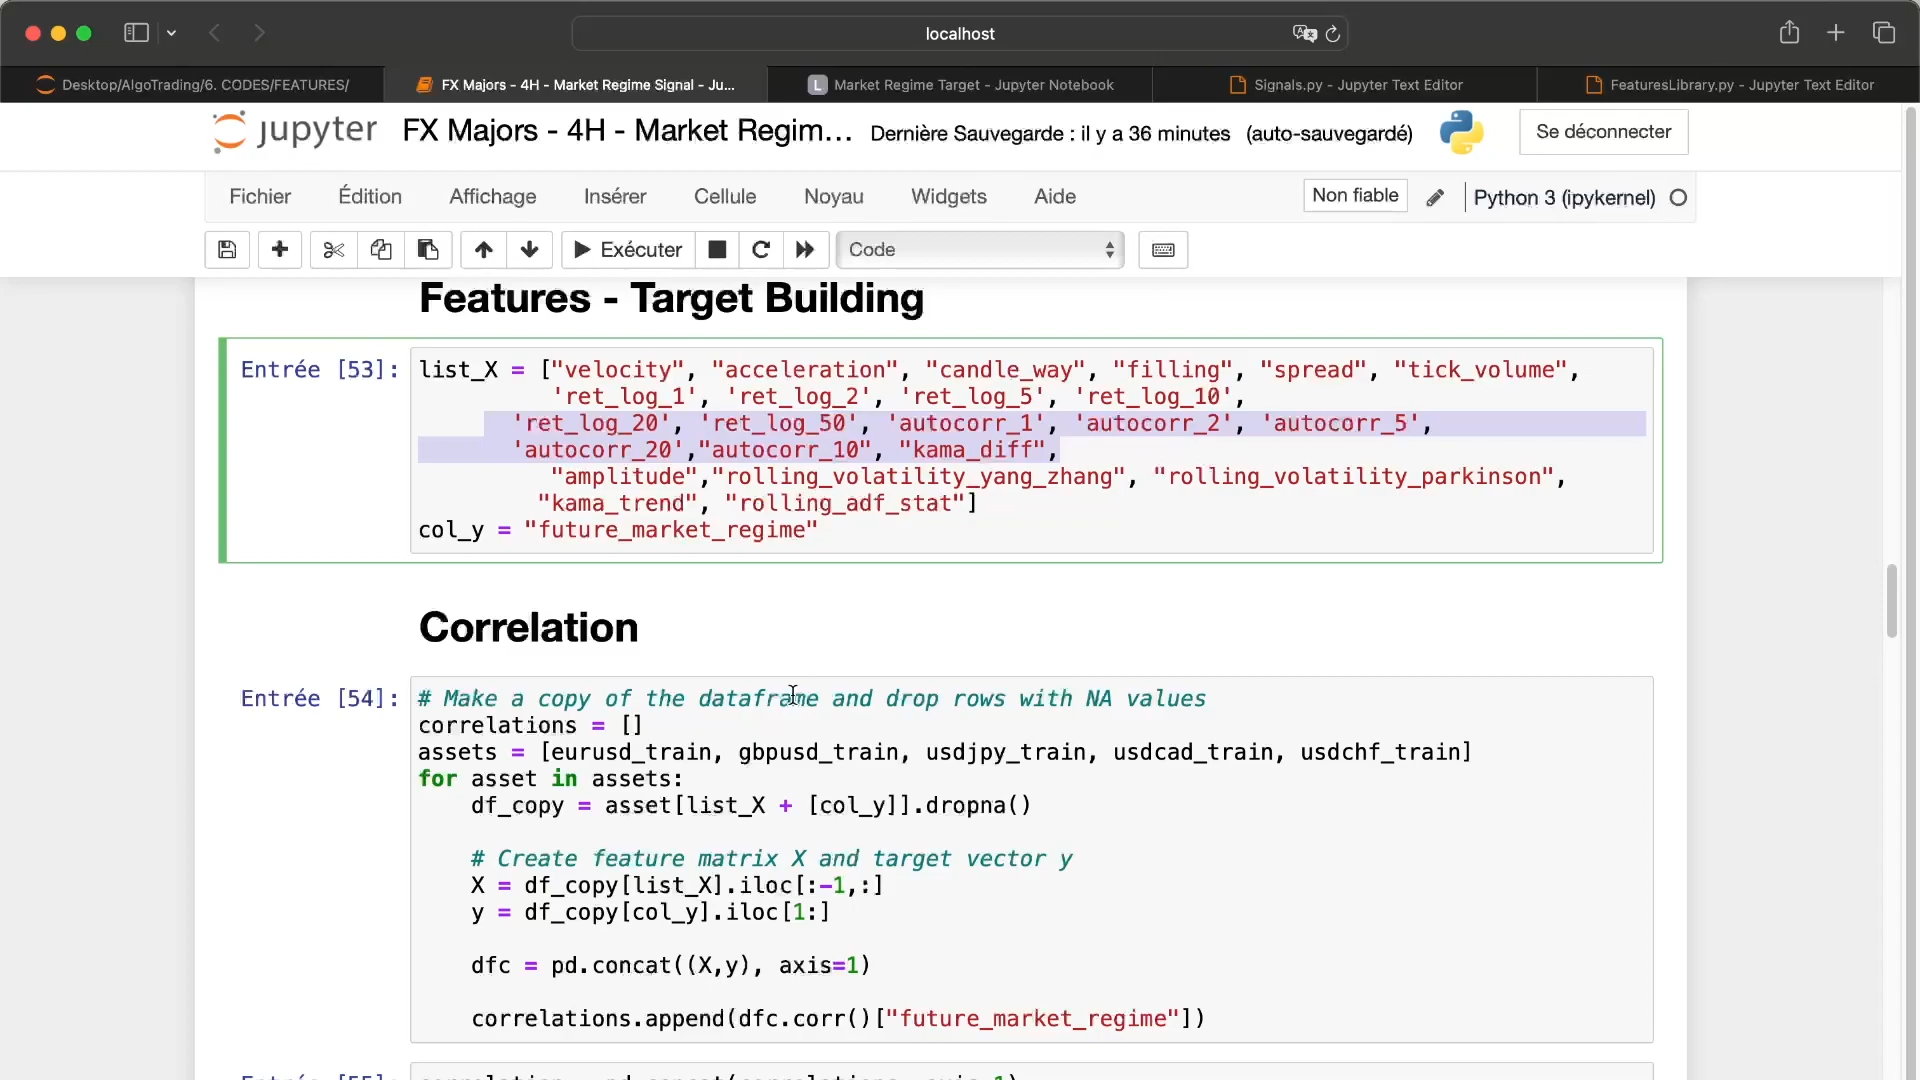 localhost
Desktop/AlgoTrading/6. CODES/FEATURES/
FX Majors - 4H - Market Regime Signal - Ju...
L Market Regime Target - Jupyter Notebook
Signals.py - Jupyter Text Editor
FeaturesLibrary.py - Jupyter Text Editor
jupyter FX Majors - 4H - Market Regim... Dernière Sauvegarde : il y a 36 minutes (auto-sauvegardé) Se déconnecter
Fichier Édition Affichage Insérer Cellule Noyau Widgets Aide Non fiable Python 3 (ipykernel)
Exécuter Code
Features - Target Building
Entrée [53]: list_X = ["velocity", "acceleration", "candle_way", "filling", "spread", "tick_volume",
'ret_log_1', 'ret_log_2', 'ret_log_5', 'ret_log_10',
'ret_log_20', 'ret_log_50', 'autocorr_1', 'autocorr_2', 'autocorr_5',
'autocorr_20',"autocorr_10", "kama_diff",
"amplitude","rolling_volatility_yang_zhang", "rolling_volatility_parkinson",
"kama_trend", "rolling_adf_stat"]
col_y = "future_market_regime"
Correlation
Entrée [54]: # Make a copy of the dataframe and drop rows with NA values
correlations = []
assets = [eurusd_train, gbpusd_train, usdjpy_train, usdcad_train, usdchf_train]
for asset in assets:
df_copy = asset[list_X + [col_y]].dropna()
# Create feature matrix X and target vector y
X = df_copy[list_X].iloc[:-1,:]
y = df_copy[col_y].iloc[1:]
dfc = pd.concat((X,y), axis=1)
correlations.append(dfc.corr()["future_market_regime"])